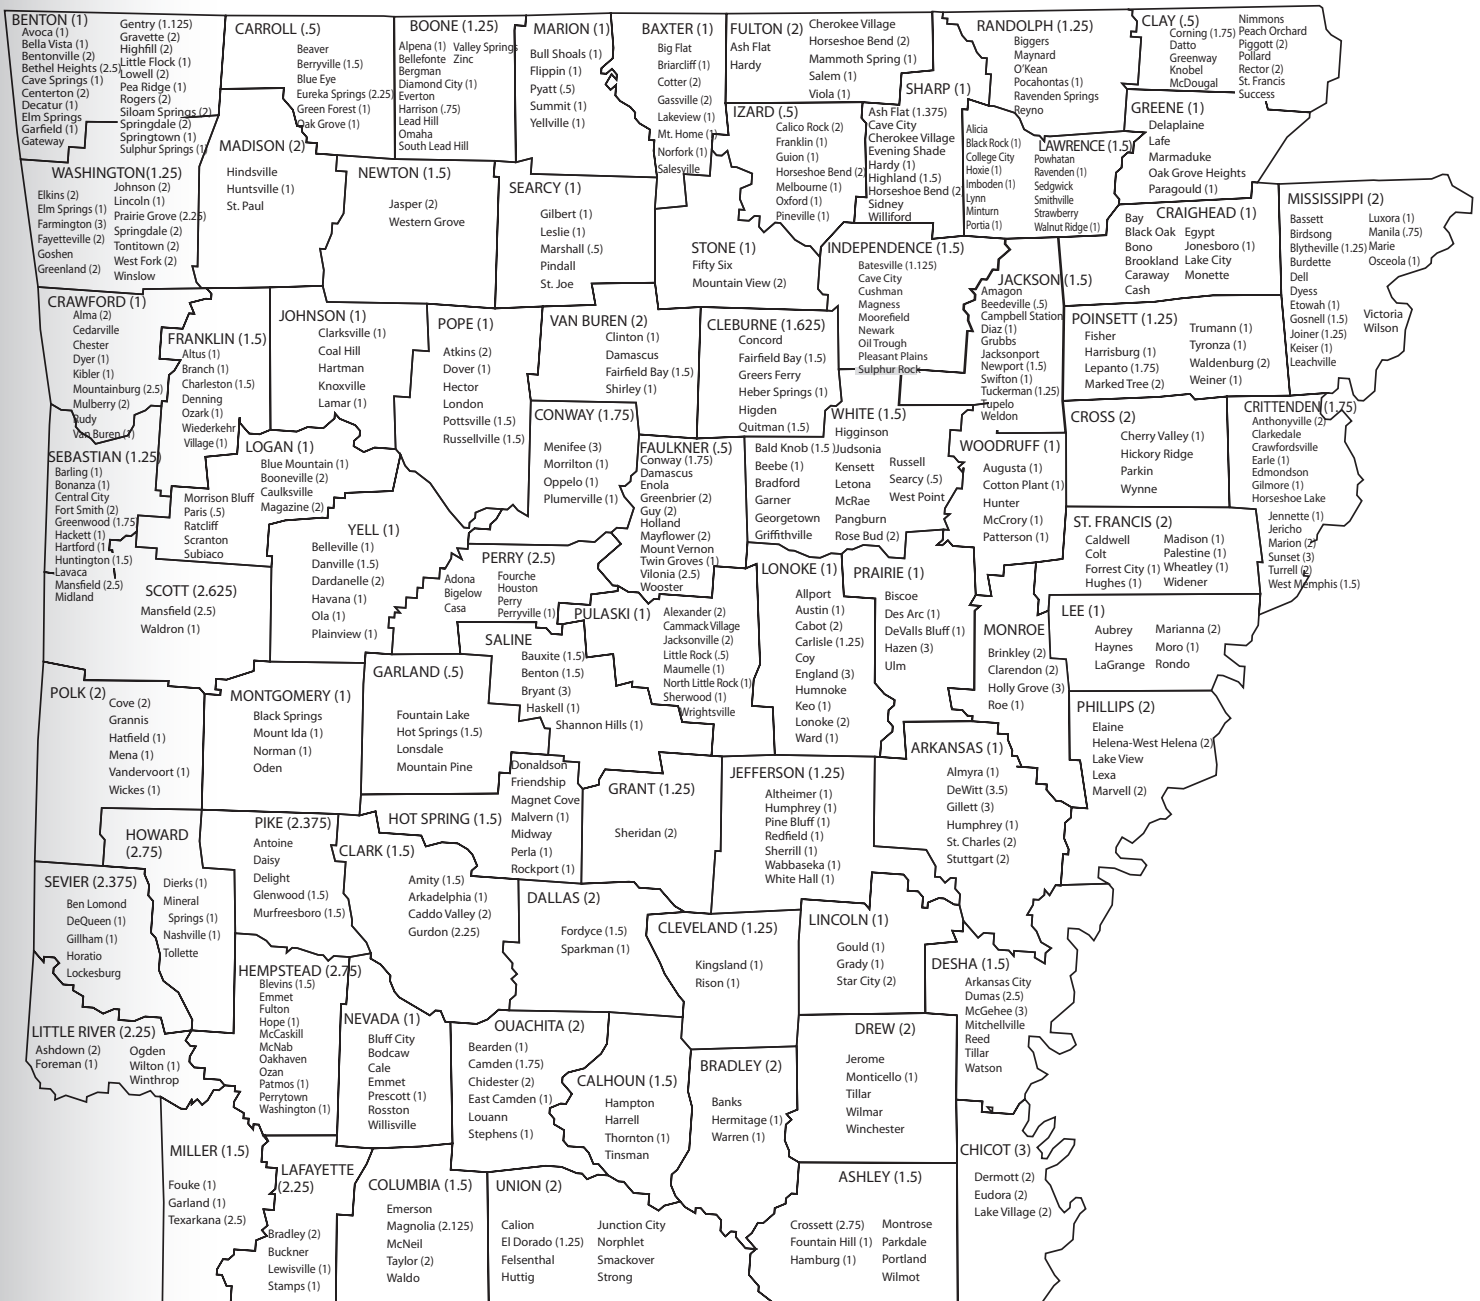 BENTON (1)
Avoca (1)
Bella Vista (1)
Bentonville (2)
Bethel Heights (2.5)
Cave Springs (1)
Centerton (2)
Decatur (1)
Elm Springs
Garfield (1)
Gateway
Gentry (1.125)
Gravette (2)
Highfill (2)
Little Flock (1)
Lowell (2)
Pea Ridge (1)
Rogers (2)
Siloam Springs (2)
Springdale (2)
Springtown (1)
Sulphur Springs (1)
CARROLL (.5)
Beaver
Berryville (1.5)
Blue Eye
Eureka Springs (2.25)
Green Forest (1)
Oak Grove (1)
BOONE (1.25)
Alpena (1)
Bellefonte
Bergman
Diamond City (1)
Everton
Harrison (.75)
Lead Hill
Omaha
South Lead Hill
Valley Springs
Zinc
MARION (1)
Bull Shoals (1)
Flippin (1)
Pyatt (.5)
Summit (1)
Yellville (1)
BAXTER (1)
Big Flat
Briarcliff (1)
Cotter (2)
Gassville (2)
Lakeview (1)
Mt. Home (1)
Norfork (1)
Salesville
FULTON (2)
Ash Flat
Hardy
Cherokee Village
Horseshoe Bend (2)
Mammoth Spring (1)
Salem (1)
Viola (1)
SHARP (1)
Ash Flat (1.375)
Cave City
Cherokee Village
Evening Shade
Hardy (1)
Highland (1.5)
Horseshoe Bend (2)
Sidney
Williford
RANDOLPH (1.25)
Biggers
Maynard
O'Kean
Pocahontas (1)
Ravenden Springs
Reyno
CLAY (.5)
Corning (1.75)
Datto
Greenway
Knobel
McDougal
Nimmons
Peach Orchard
Piggott (2)
Pollard
Rector (2)
St. Francis
Success
GREENE (1)
Delaplaine
Lafe
Marmaduke
Oak Grove Heights
Paragould (1)
IZARD (.5)
Calico Rock (2)
Franklin (1)
Guion (1)
Horseshoe Bend (2)
Melbourne (1)
Oxford (1)
Pineville (1)
LAWRENCE (1.5)
Alicia
Black Rock (1)
College City
Hoxie (1)
Imboden (1)
Lynn
Minturn
Portia (1)
Powhatan
Ravenden (1)
Sedgwick
Smithville
Strawberry
Walnut Ridge (1)
WASHINGTON(1.25)
Elkins (2)
Elm Springs (1)
Farmington (3)
Fayetteville (2)
Goshen
Greenland (2)
Johnson (2)
Lincoln (1)
Prairie Grove (2.25)
Springdale (2)
Tontitown (2)
West Fork (2)
Winslow
MADISON (2)
Hindsville
Huntsville (1)
St. Paul
NEWTON (1.5)
Jasper (2)
Western Grove
SEARCY (1)
Gilbert (1)
Leslie (1)
Marshall (.5)
Pindall
St. Joe
STONE (1)
Fifty Six
Mountain View (2)
INDEPENDENCE (1.5)
Batesville (1.125)
Cave City
Cushman
Magness
Moorefield
Newark
Oil Trough
Pleasant Plains
Sulphur Rock
JACKSON (1.5)
Amagon
Beedeville (.5)
Campbell Station
Diaz (1)
Grubbs
Jacksonport
Newport (1.5)
Swifton (1)
Tuckerman (1.25)
Tupelo
Weldon
CRAIGHEAD (1)
Bay
Black Oak
Bono
Brookland
Caraway
Cash
Egypt
Jonesboro (1)
Lake City
Monette
MISSISSIPPI (2)
Bassett
Birdsong
Blytheville (1.25)
Burdette
Dell
Dyess
Etowah (1)
Gosnell (1.5)
Joiner (1.25)
Keiser (1)
Leachville
Luxora (1)
Manila (.75)
Marie
Osceola (1)
Victoria
Wilson
CRAWFORD (1)
Alma (2)
Cedarville
Chester
Dyer (1)
Kibler (1)
Mountainburg (2.5)
Mulberry (2)
Rudy
Van Buren (1)
FRANKLIN (1.5)
Altus (1)
Branch (1)
Charleston (1.5)
Denning
Ozark (1)
Wiederkehr
Village (1)
JOHNSON (1)
Clarksville (1)
Coal Hill
Hartman
Knoxville
Lamar (1)
POPE (1)
Atkins (2)
Dover (1)
Hector
London
Pottsville (1.5)
Russellville (1.5)
VAN BUREN (2)
Clinton (1)
Damascus
Fairfield Bay (1.5)
Shirley (1)
CLEBURNE (1.625)
Concord
Fairfield Bay (1.5)
Greers Ferry
Heber Springs (1)
Higden
Quitman (1.5)
POINSETT (1.25)
Fisher
Harrisburg (1)
Lepanto (1.75)
Marked Tree (2)
Trumann (1)
Tyronza (1)
Waldenburg (2)
Weiner (1)
SEBASTIAN (1.25)
Barling (1)
Bonanza (1)
Central City
Fort Smith (2)
Greenwood (1.75)
Hackett (1)
Hartford (1)
Huntington (1.5)
Lavaca
Mansfield (2.5)
Midland
LOGAN (1)
Blue Mountain (1)
Booneville (2)
Caulksville
Magazine (2)
Morrison Bluff
Paris (.5)
Ratcliff
Scranton
Subiaco
CONWAY (1.75)
Menifee (3)
Morrilton (1)
Oppelo (1)
Plumerville (1)
FAULKNER (.5)
Conway (1.75)
Damascus
Enola
Greenbrier (2)
Guy (2)
Holland
Mayflower (2)
Mount Vernon
Twin Groves (1)
Vilonia (2.5)
Wooster
WHITE (1.5)
Bald Knob (1.5)
Beebe (1)
Bradford
Garner
Georgetown
Griffithville
Higginson
Judsonia
Kensett
Letona
McRae
Pangburn
Rose Bud (2)
Russell
Searcy (.5)
West Point
WOODRUFF (1)
Augusta (1)
Cotton Plant (1)
Hunter
McCrory (1)
Patterson (1)
CROSS (2)
Cherry Valley (1)
Hickory Ridge
Parkin
Wynne
CRITTENDEN (1.75)
Anthonyville (2)
Clarkedale
Crawfordsville
Earle (1)
Edmondson
Gilmore (1)
Horseshoe Lake
Jennette (1)
Jericho
Marion (2)
Sunset (3)
Turrell (2)
West Memphis (1.5)
ST. FRANCIS (2)
Caldwell
Colt
Forrest City (1)
Hughes (1)
Madison (1)
Palestine (1)
Wheatley (1)
Widener
SCOTT (2.625)
Mansfield (2.5)
Waldron (1)
YELL (1)
Belleville (1)
Danville (1.5)
Dardanelle (2)
Havana (1)
Ola (1)
Plainview (1)
PERRY (2.5)
Adona
Bigelow
Casa
Fourche
Houston
Perry
Perryville (1)
PULASKI (1)
Alexander (2)
Cammack Village
Jacksonville (2)
Little Rock (.5)
Maumelle (1)
North Little Rock (1)
Sherwood (1)
Wrightsville
LONOKE (1)
Allport
Austin (1)
Cabot (2)
Carlisle (1.25)
Coy
England (3)
Humnoke
Keo (1)
Lonoke (2)
Ward (1)
PRAIRIE (1)
Biscoe
Des Arc (1)
DeValls Bluff (1)
Hazen (3)
Ulm
MONROE
Brinkley (2)
Clarendon (2)
Holly Grove (3)
Roe (1)
LEE (1)
Aubrey
Haynes
LaGrange
Marianna (2)
Moro (1)
Rondo
POLK (2)
Cove (2)
Grannis
Hatfield (1)
Mena (1)
Vandervoort (1)
Wickes (1)
MONTGOMERY (1)
Black Springs
Mount Ida (1)
Norman (1)
Oden
GARLAND (.5)
Fountain Lake
Hot Springs (1.5)
Lonsdale
Mountain Pine
SALINE
Bauxite (1.5)
Benton (1.5)
Bryant (3)
Haskell (1)
Shannon Hills (1)
PHILLIPS (2)
Elaine
Helena-West Helena (2)
Lake View
Lexa
Marvell (2)
HOT SPRING (1.5)
Donaldson
Friendship
Magnet Cove
Malvern (1)
Midway
Perla (1)
Rockport (1)
GRANT (1.25)
Sheridan (2)
JEFFERSON (1.25)
Altheimer (1)
Humphrey (1)
Pine Bluff (1)
Redfield (1)
Sherrill (1)
Wabbaseka (1)
White Hall (1)
ARKANSAS (1)
Almyra (1)
DeWitt (3.5)
Gillett (3)
Humphrey (1)
St. Charles (2)
Stuttgart (2)
HOWARD
(2.75)
Dierks (1)
Mineral
Springs (1)
Nashville (1)
Tollette
PIKE (2.375)
Antoine
Daisy
Delight
Glenwood (1.5)
Murfreesboro (1.5)
CLARK (1.5)
Amity (1.5)
Arkadelphia (1)
Caddo Valley (2)
Gurdon (2.25)
SEVIER (2.375)
Ben Lomond
DeQueen (1)
Gillham (1)
Horatio
Lockesburg
DALLAS (2)
Fordyce (1.5)
Sparkman (1)
CLEVELAND (1.25)
Kingsland (1)
Rison (1)
LINCOLN (1)
Gould (1)
Grady (1)
Star City (2)
DESHA (1.5)
Arkansas City
Dumas (2.5)
McGehee (3)
Mitchellville
Reed
Tillar
Watson
LITTLE RIVER (2.25)
Ashdown (2)
Foreman (1)
Ogden
Wilton (1)
Winthrop
HEMPSTEAD (2.75)
Blevins (1.5)
Emmet
Fulton
Hope (1)
McCaskill
McNab
Oakhaven
Ozan
Patmos (1)
Perrytown
Washington (1)
NEVADA (1)
Bluff City
Bodcaw
Cale
Emmet
Prescott (1)
Rosston
Willisville
OUACHITA (2)
Bearden (1)
Camden (1.75)
Chidester (2)
East Camden (1)
Louann
Stephens (1)
CALHOUN (1.5)
Hampton
Harrell
Thornton (1)
Tinsman
BRADLEY (2)
Banks
Hermitage (1)
Warren (1)
DREW (2)
Jerome
Monticello (1)
Tillar
Wilmar
Winchester
MILLER (1.5)
Fouke (1)
Garland (1)
Texarkana (2.5)
LAFAYETTE
(2.25)
Bradley (2)
Buckner
Lewisville (1)
Stamps (1)
COLUMBIA (1.5)
Emerson
Magnolia (2.125)
McNeil
Taylor (2)
Waldo
UNION (2)
Calion
El Dorado (1.25)
Felsenthal
Huttig
Junction City
Norphlet
Smackover
Strong
ASHLEY (1.5)
Crossett (2.75)
Fountain Hill (1)
Hamburg (1)
Montrose
Parkdale
Portland
Wilmot
CHICOT (3)
Dermott (2)
Eudora (2)
Lake Village (2)